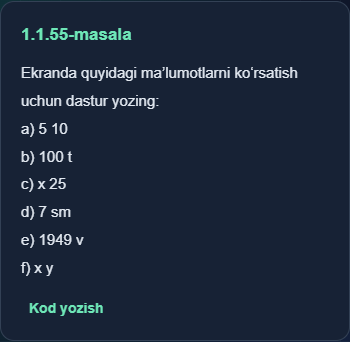 1.1.55-masala
Ekranda quyidagi ma’lumotlarni ko‘rsatish
uchun dastur yozing:
a) 5 10
b) 100 t
c) x 25
d) 7 sm
e) 1949 v
f) x y
Kod yozish